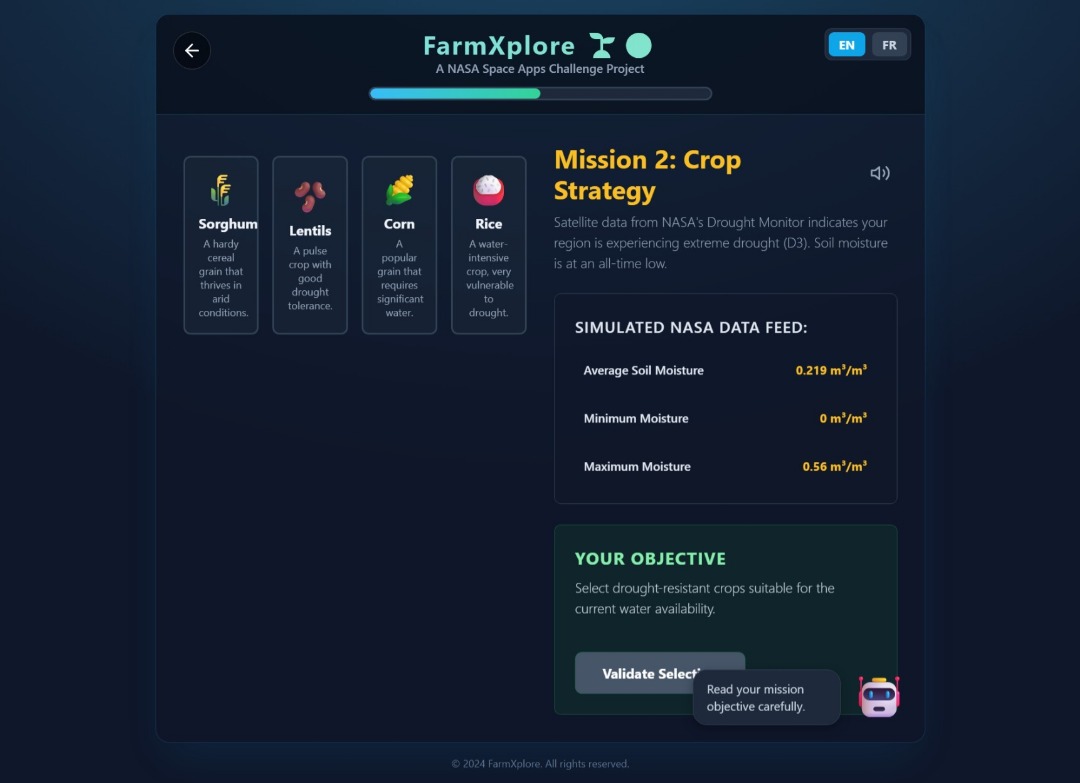 FarmXplore
A NASA Space Apps Challenge Project
EN
FR
Sorghum
A hardy
cereal
grain that
thrives in
arid
conditions.
Lentils
A pulse
crop with
good
drought
tolerance.
Corn
A
popular
grain that
requires
significant
water.
Rice
A water-
intensive
crop, very
vulnerable
to
drought.
Mission 2: Crop
Strategy
Satellite data from NASA's Drought Monitor indicates your
region is experiencing extreme drought (D3). Soil moisture
is at an all-time low.
SIMULATED NASA DATA FEED:
Average Soil Moisture 0.219 m³/m³
Minimum Moisture 0 m³/m³
Maximum Moisture 0.56 m³/m³
YOUR OBJECTIVE
Select drought-resistant crops suitable for the
current water availability.
Validate
Read your mission
objective carefully.
© 2024 FarmXplore. All rights reserved.